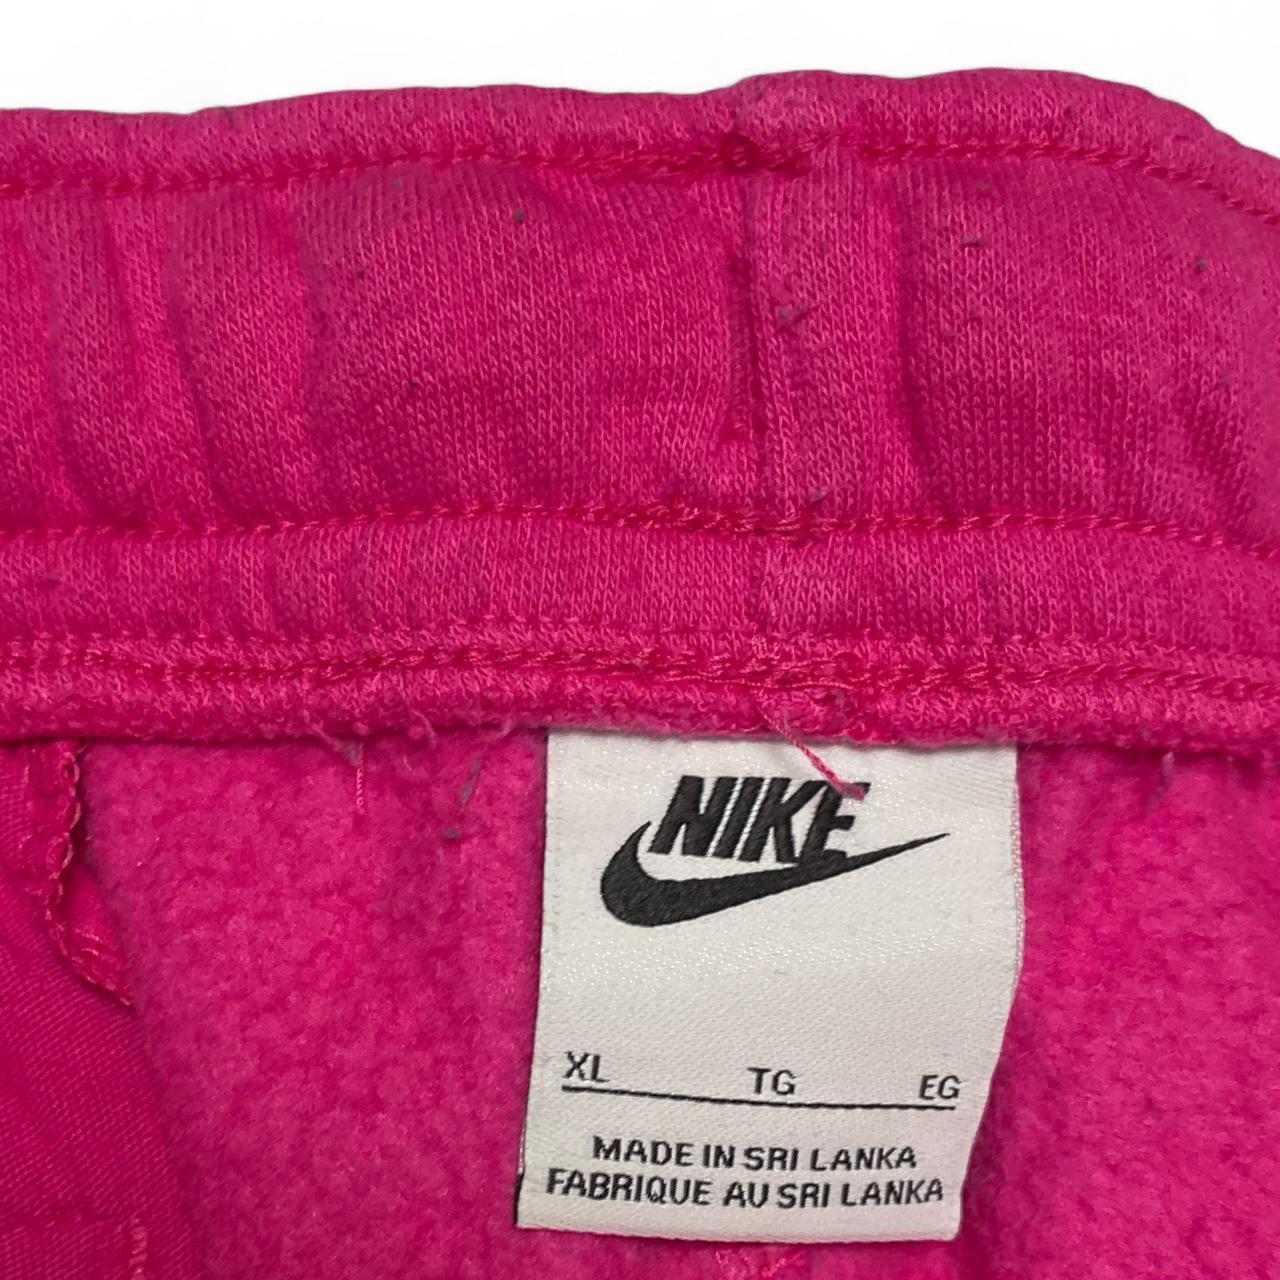 NIKE
XL TG EG
MADE IN SRI LANKA
FABRIQUE AU SRI LANKA